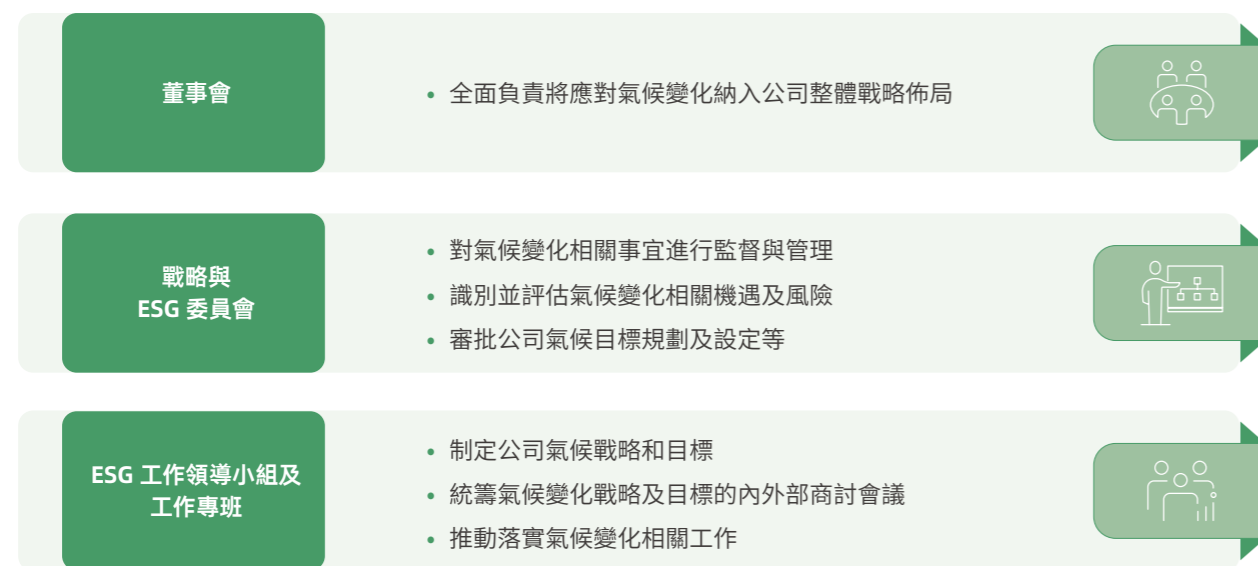 董事會
• 全面負責將應對氣候變化納入公司整體戰略佈局
戰略與
ESG 委員會
• 對氣候變化相關事宜進行監督與管理
• 識別並評估氣候變化相關機遇及風險
• 審批公司氣候目標規劃及設定等
ESG 工作領導小組及
工作專班
• 制定公司氣候戰略和目標
• 統籌氣候變化戰略及目標的內外部商討會議
• 推動落實氣候變化相關工作